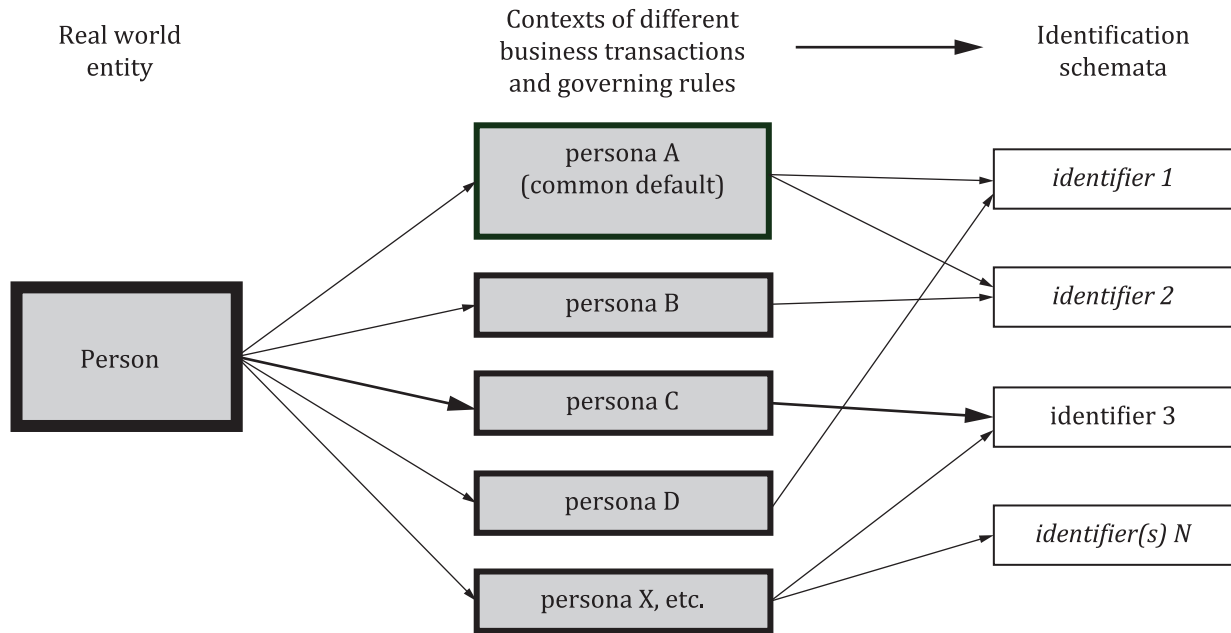 Real world
entity
Contexts of different
business transactions
and governing rules
Identification
schemata
Person
persona A
(common default)
persona B
persona C
persona D
persona X, etc.
identifier 1
identifier 2
identifier 3
identifier(s) N